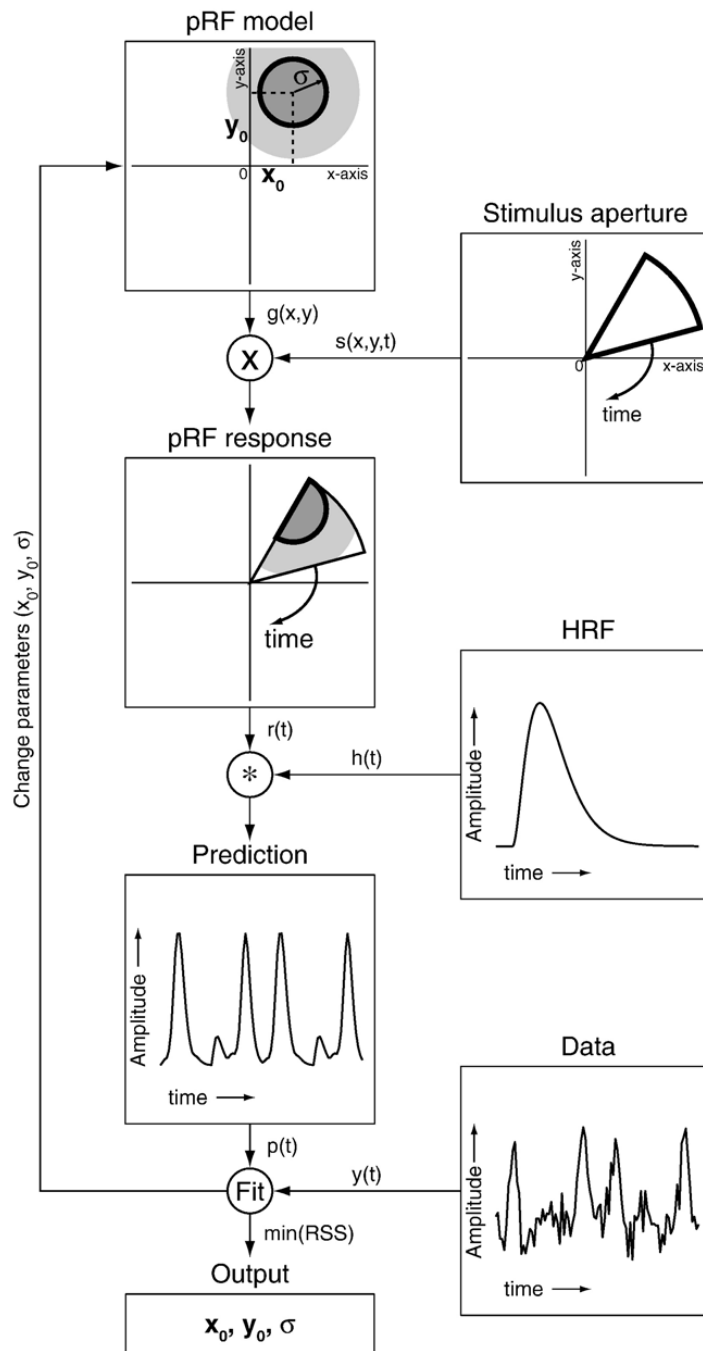 pRF model
y-axis
σ
y₀
0
x₀
x-axis
Stimulus aperture
y-axis
0
x-axis
time
g(x,y)
s(x,y,t)
X
pRF response
time
HRF
Amplitude
time
r(t)
h(t)
*
Change parameters (x₀, y₀, σ)
Prediction
Amplitude
time
Data
Amplitude
time
p(t)
y(t)
Fit
min(RSS)
Output
x₀, y₀, σ